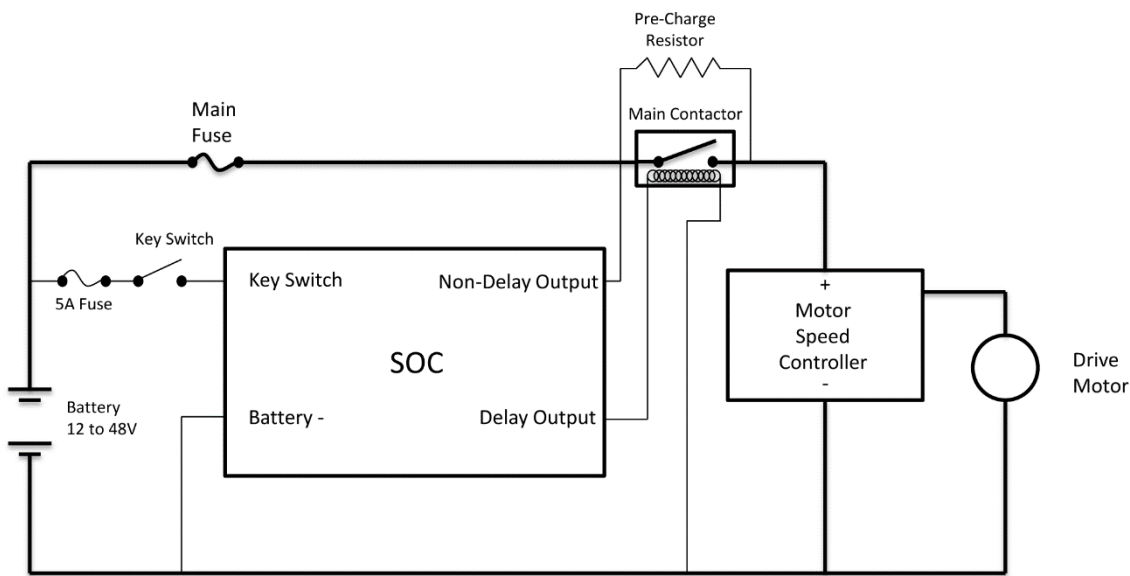 Pre-Charge
Resistor
Main
Fuse
Main Contactor
Key Switch
5A Fuse
Key Switch
Non-Delay Output
SOC
Battery -
Delay Output
Battery
12 to 48V
+
Motor
Speed
Controller
-
Drive
Motor